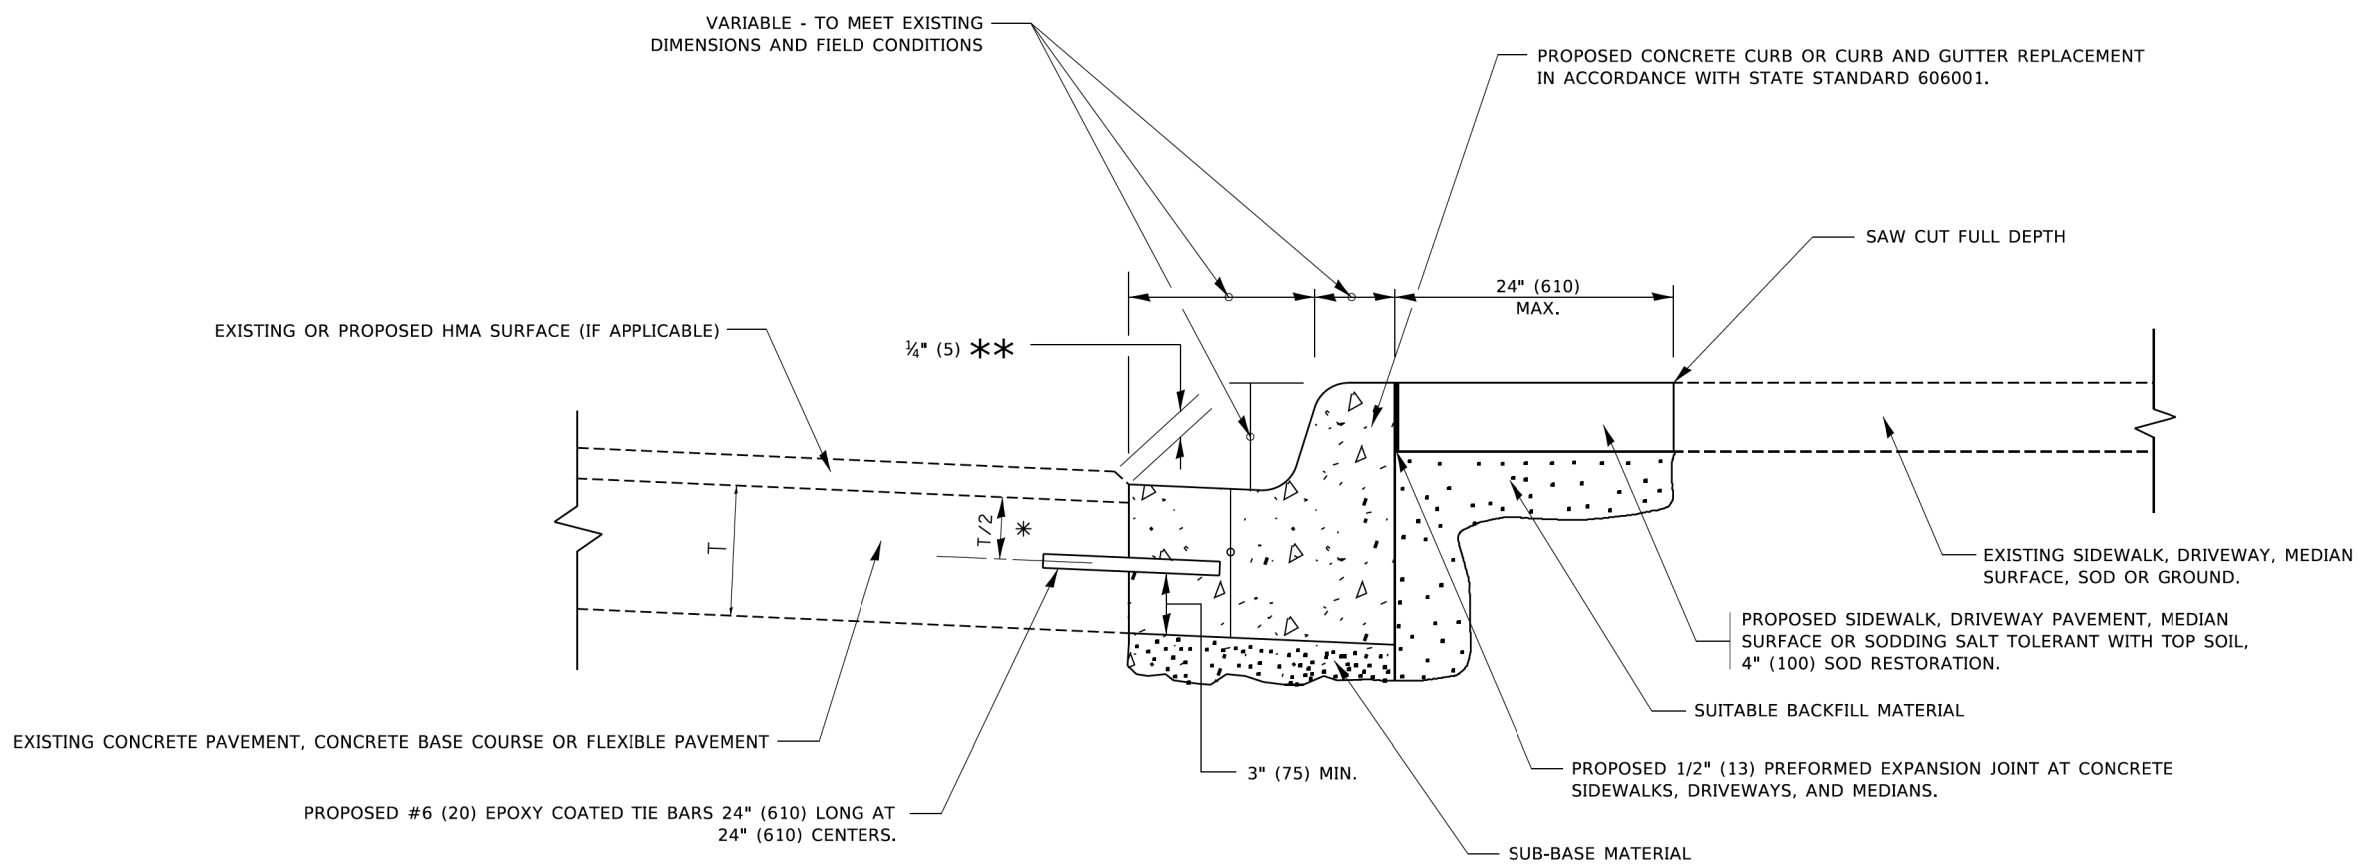 VARIABLE - TO MEET EXISTING
DIMENSIONS AND FIELD CONDITIONS
PROPOSED CONCRETE CURB OR CURB AND GUTTER REPLACEMENT
IN ACCORDANCE WITH STATE STANDARD 606001.
SAW CUT FULL DEPTH
24" (610)
MAX.
EXISTING OR PROPOSED HMA SURFACE (IF APPLICABLE)
¼" (5) **
T
T/2 *
EXISTING SIDEWALK, DRIVEWAY, MEDIAN
SURFACE, SOD OR GROUND.
PROPOSED SIDEWALK, DRIVEWAY PAVEMENT, MEDIAN
SURFACE OR SODDING SALT TOLERANT WITH TOP SOIL,
4" (100) SOD RESTORATION.
SUITABLE BACKFILL MATERIAL
EXISTING CONCRETE PAVEMENT, CONCRETE BASE COURSE OR FLEXIBLE PAVEMENT
3" (75) MIN.
PROPOSED 1/2" (13) PREFORMED EXPANSION JOINT AT CONCRETE
SIDEWALKS, DRIVEWAYS, AND MEDIANS.
PROPOSED #6 (20) EPOXY COATED TIE BARS 24" (610) LONG AT
24" (610) CENTERS.
SUB-BASE MATERIAL